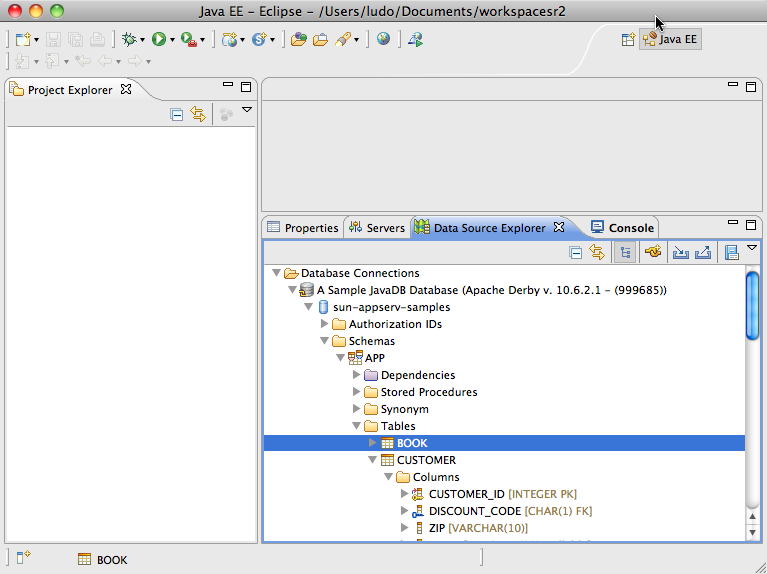 Java EE - Eclipse - /Users/ludo/Documents/workspacesr2
Java EE
Project Explorer
Properties
Servers
Data Source Explorer
Console
Database Connections
A Sample JavaDB Database (Apache Derby v. 10.6.2.1 - (999685))
sun-appserv-samples
Authorization IDs
Schemas
APP
Dependencies
Stored Procedures
Synonym
Tables
BOOK
CUSTOMER
Columns
CUSTOMER_ID [INTEGER PK]
DISCOUNT_CODE [CHAR(1) FK]
ZIP [VARCHAR(10)]
BOOK